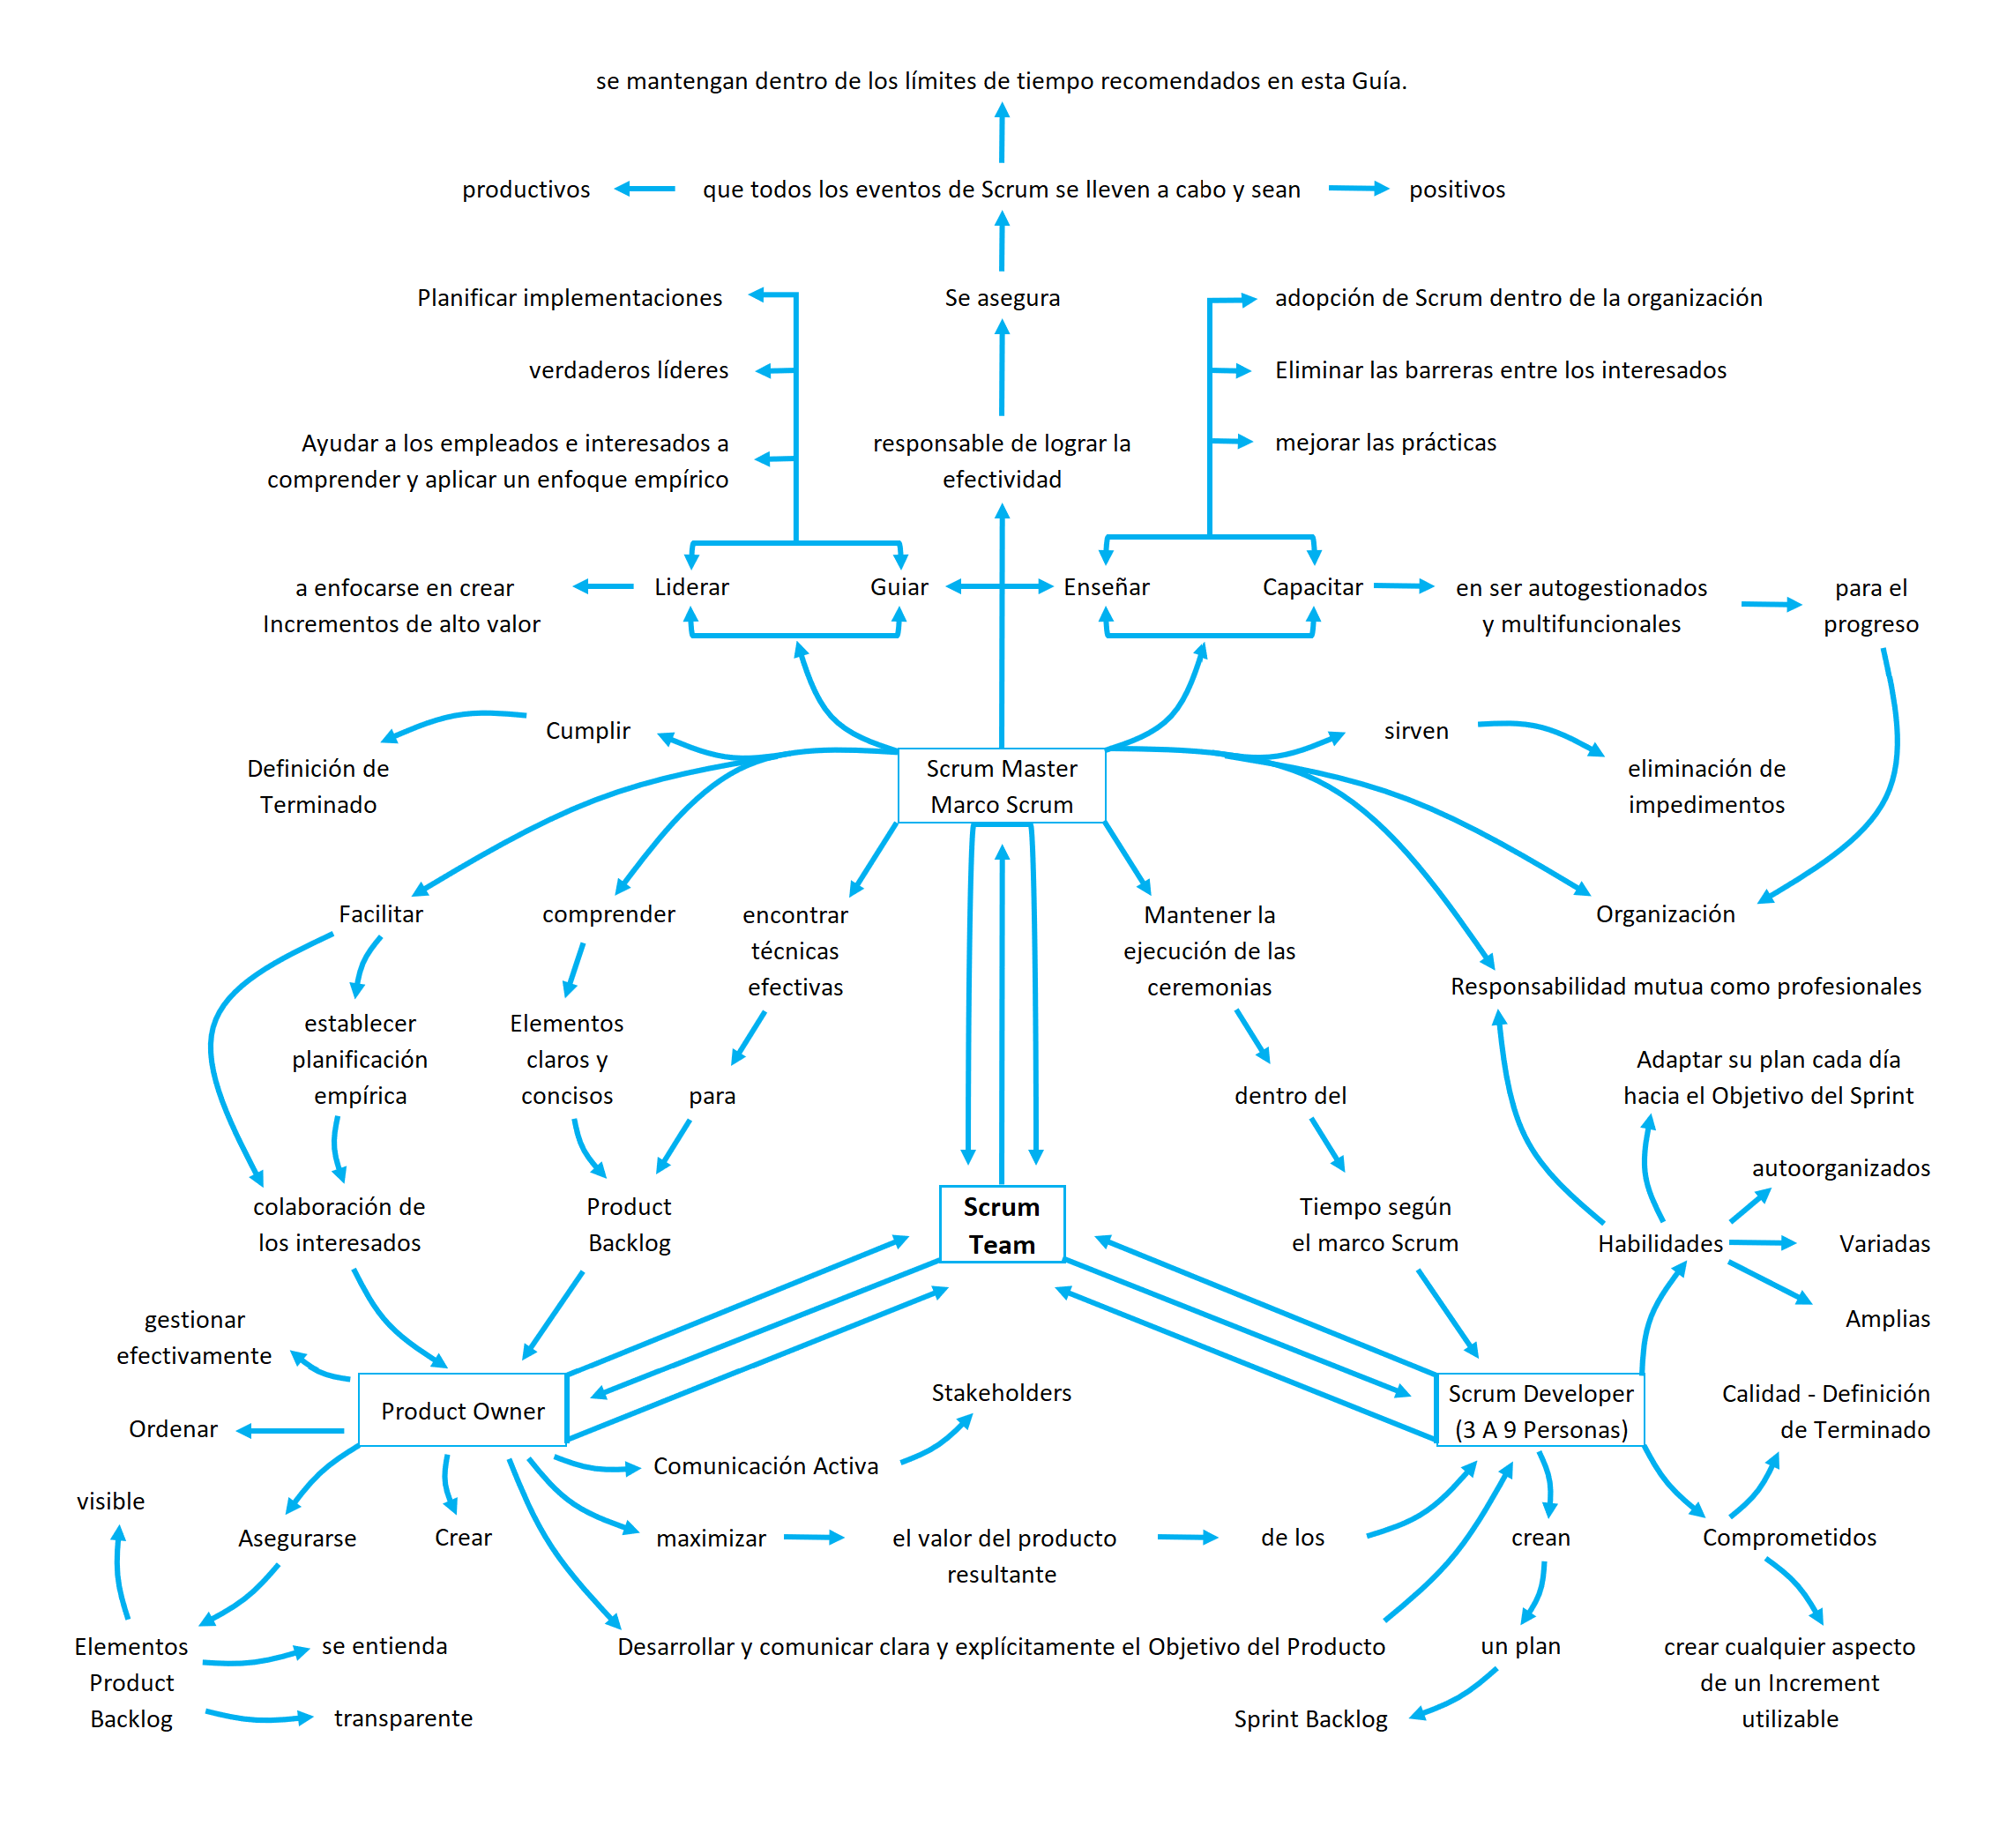 se mantengan dentro de los límites de tiempo recomendados en esta Guía.
productivos
que todos los eventos de Scrum se lleven a cabo y sean
positivos
Planificar implementaciones
Se asegura
adopción de Scrum dentro de la organización
verdaderos líderes
Eliminar las barreras entre los interesados
Ayudar a los empleados e interesados a
comprender y aplicar un enfoque empírico
responsable de lograr la
efectividad
mejorar las prácticas
a enfocarse en crear
Incrementos de alto valor
Liderar
Guiar
Enseñar
Capacitar
en ser autogestionados
y multifuncionales
para el
progreso
Cumplir
sirven
Definición de
Terminado
Scrum Master
Marco Scrum
eliminación de
impedimentos
Facilitar
comprender
encontrar
técnicas
efectivas
Mantener la
ejecución de las
ceremonias
Organización
Responsabilidad mutua como profesionales
establecer
planificación
empírica
Elementos
claros y
concisos
para
dentro del
Adaptar su plan cada día
hacia el Objetivo del Sprint
autoorganizados
colaboración de
los interesados
Product
Backlog
Scrum
Team
Tiempo según
el marco Scrum
Habilidades
Variadas
Amplias
gestionar
efectivamente
Product Owner
Ordenar
Stakeholders
Scrum Developer
(3 A 9 Personas)
Calidad - Definición
de Terminado
Comunicación Activa
visible
Asegurarse
Crear
maximizar
el valor del producto
resultante
de los
crean
Comprometidos
Elementos
Product
Backlog
se entienda
transparente
Desarrollar y comunicar clara y explícitamente el Objetivo del Producto
un plan
Sprint Backlog
crear cualquier aspecto
de un Increment
utilizable